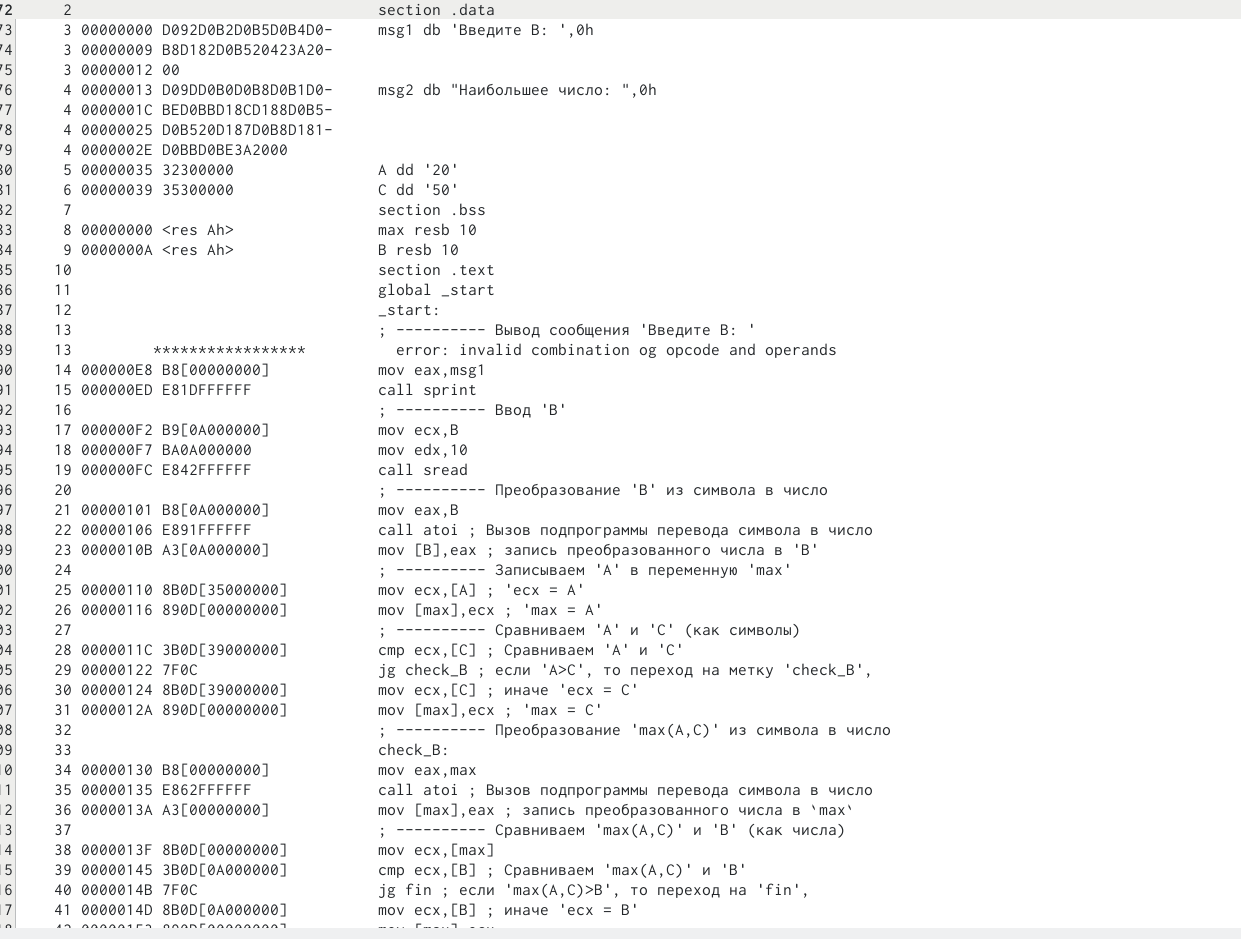 72 2 section .data
73 3 00000000 D092D0B2D0B5D0B4D0- msg1 db 'Введите B: ',0h
74 3 00000009 B8D182D0B520423A20-
75 3 00000012 00
76 4 00000013 D09DD0B0D0B8D0B1D0- msg2 db "Наибольшее число: ",0h
77 4 0000001C BED0BBD18CD188D0B5-
78 4 00000025 D0B520D187D0B8D181-
79 4 0000002E D0BBD0BE3A2000
80 5 00000035 32300000 A dd '20'
81 6 00000039 35300000 C dd '50'
82 7 section .bss
83 8 00000000 <res Ah> max resb 10
84 9 0000000A <res Ah> B resb 10
85 10 section .text
86 11 global _start
87 12 _start:
88 13 ; ---------- Вывод сообщения 'Введите B: '
89 13 ***************** error: invalid combination og opcode and operands
90 14 000000E8 B8[00000000] mov eax,msg1
91 15 000000ED E81DFFFFFF call sprint
92 16 ; ---------- Ввод 'B'
93 17 000000F2 B9[0A000000] mov ecx,B
94 18 000000F7 BA0A000000 mov edx,10
95 19 000000FC E842FFFFFF call sread
96 20 ; ---------- Преобразование 'B' из символа в число
97 21 00000101 B8[0A000000] mov eax,B
98 22 00000106 E891FFFFFF call atoi ; Вызов подпрограммы перевода символа в число
99 23 0000010B A3[0A000000] mov [B],eax ; запись преобразованного числа в 'B'
00 24 ; ---------- Записываем 'A' в переменную 'max'
01 25 00000110 8B0D[35000000] mov ecx,[A] ; 'ecx = A'
02 26 00000116 890D[00000000] mov [max],ecx ; 'max = A'
03 27 ; ---------- Сравниваем 'A' и 'C' (как символы)
04 28 0000011C 3B0D[39000000] cmp ecx,[C] ; Сравниваем 'A' и 'C'
05 29 00000122 7F0C jg check_B ; если 'A>C', то переход на метку 'check_B',
06 30 00000124 8B0D[39000000] mov ecx,[C] ; иначе 'ecx = C'
07 31 0000012A 890D[00000000] mov [max],ecx ; 'max = C'
08 32 ; ---------- Преобразование 'max(A,C)' из символа в число
09 33 check_B:
10 34 00000130 B8[00000000] mov eax,max
11 35 00000135 E862FFFFFF call atoi ; Вызов подпрограммы перевода символа в число
12 36 0000013A A3[00000000] mov [max],eax ; запись преобразованного числа в `max`
13 37 ; ---------- Сравниваем 'max(A,C)' и 'B' (как числа)
14 38 0000013F 8B0D[00000000] mov ecx,[max]
15 39 00000145 3B0D[0A000000] cmp ecx,[B] ; Сравниваем 'max(A,C)' и 'B'
16 40 0000014B 7F0C jg fin ; если 'max(A,C)>B', то переход на 'fin',
17 41 0000014D 8B0D[0A000000] mov ecx,[B] ; иначе 'ecx = B'